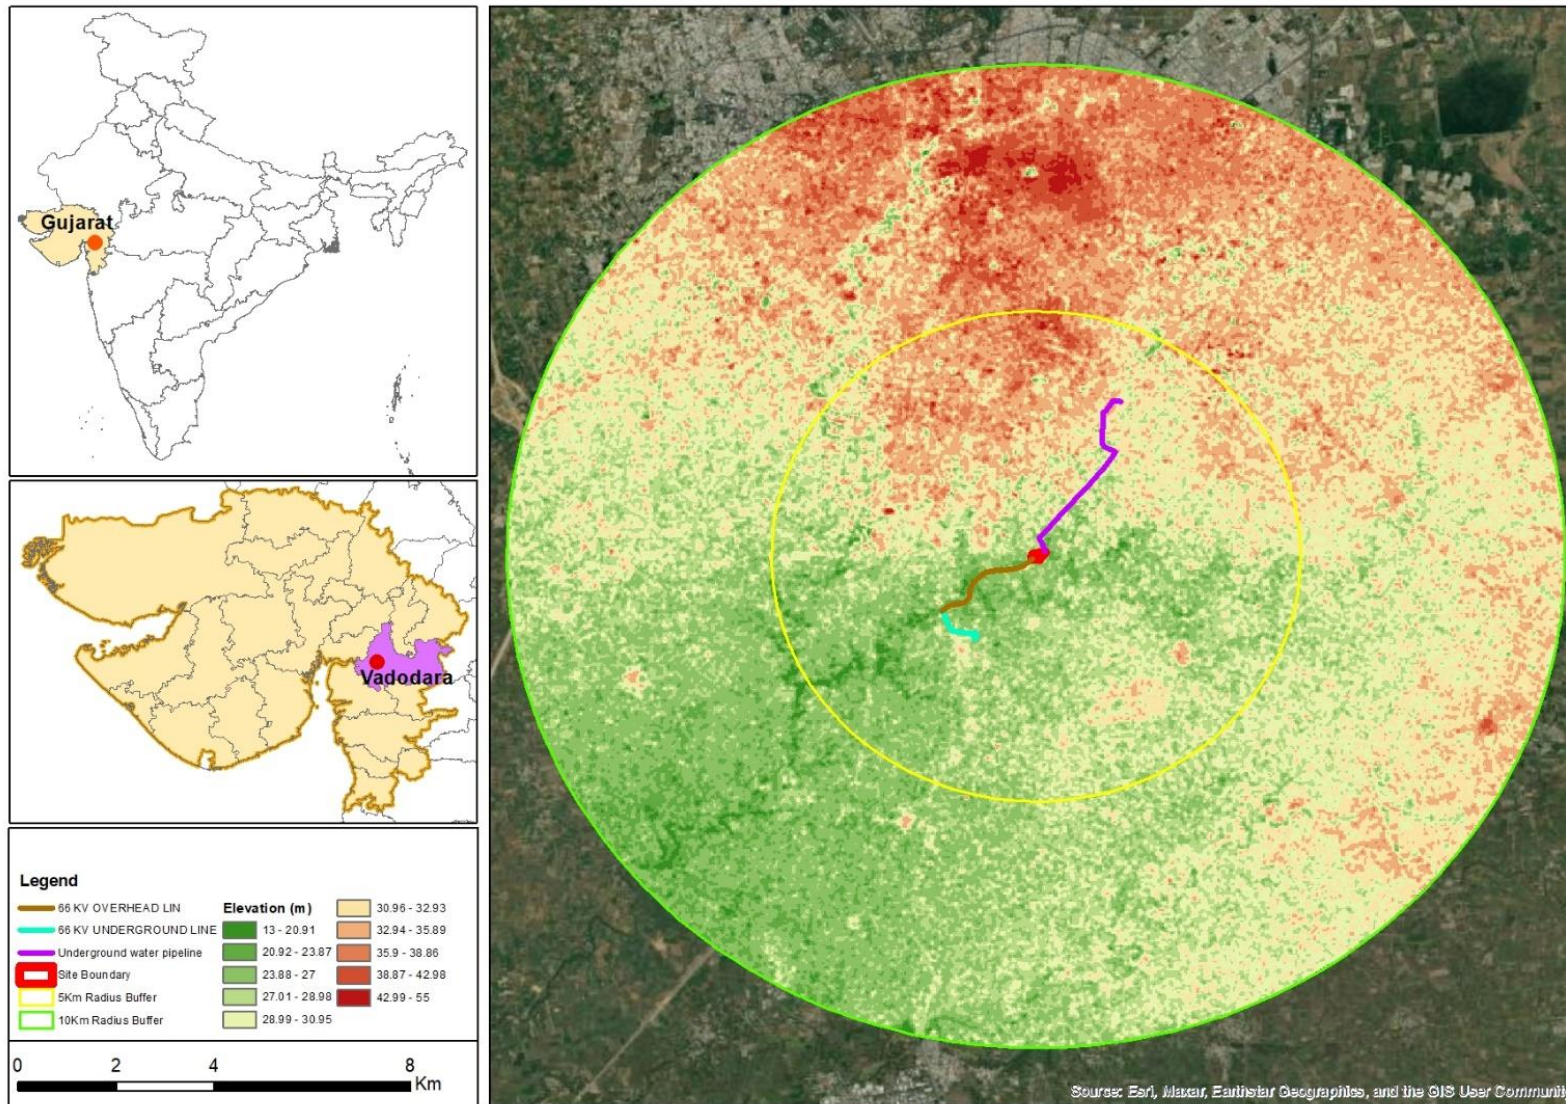 Gujarat
Vadodara
Legend
66 KV OVERHEAD LIN
66 KV UNDERGROUND LINE
Underground water pipeline
Site Boundary
5Km Radius Buffer
10Km Radius Buffer
Elevation (m)
13 - 20.91
20.92 - 23.87
23.88 - 27
27.01 - 28.98
28.99 - 30.95
30.96 - 32.93
32.94 - 35.89
35.9 - 38.86
38.87 - 42.98
42.99 - 55
0 2 4 8
Km
Source: Esri, Maxar, Earthstar Geographics, and the GIS User Community